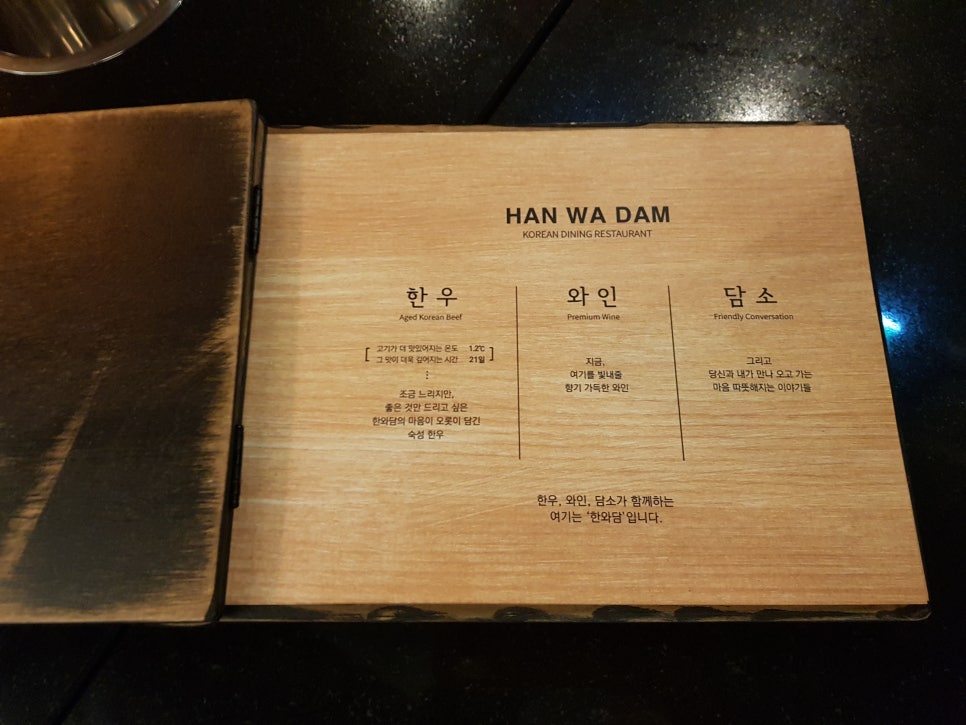 HAN WA DAM
KOREAN DINING RESTAURANT
한우
Aged Korean Beef
[ 고기가 더 맛있어지는 온도 1.2℃
그 맛이 더욱 깊어지는 시간 21일 ]
⋮
조금 느리지만,
좋은 것만 드리고 싶은
한와담의 마음이 오롯이 담긴
숙성 한우
와인
Premium Wine
지금,
여기를 빛내줄
향기 가득한 와인
담소
Friendly Conversation
그리고
당신과 내가 만나 오고 가는
마음 따뜻해지는 이야기들
한우, 와인, 담소가 함께하는
여기는 '한와담'입니다.